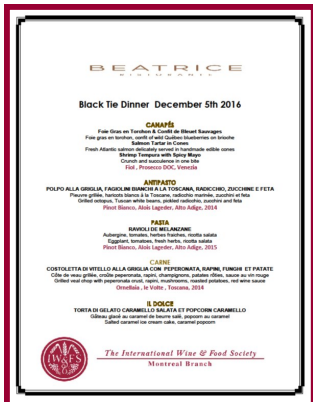 BEATRICE
RISTORANTE
Black Tie Dinner December 5th 2016
CANAPÉS
Foie Gras en Torchon & Confit de Bleuet Sauvages
Foie gras en torchon, confit of wild Québec blueberries on brioche
Salmon Tartar in Cones
Fresh Atlantic salmon delicately served in handmade edible cones
Shrimp Tempura with Spicy Mayo
Crunch and succulence in one bite
Fiol , Prosecco DOC, Venezia
ANTIPASTO
POLPO ALLA GRIGLIA, FAGIOLINI BIANCHI A LA TOSCANA, RADICCHIO, ZUCCHINE E FETA
Pieuvre grillée, haricots blancs à la Toscane, radicchio marinée, zucchini et feta
Grilled octopus, Tuscan white beans, pickled radicchio, zucchini and feta
Pinot Bianco, Alois Lageder, Alto Adige, 2014
PASTA
RAVIOLI DE MELANZANE
Aubergine, tomates, herbes fraiches, ricotta salata
Eggplant, tomatoes, fresh herbs, ricotta salata
Pinot Bianco, Alois Lageder, Alto Adige, 2015
CARNE
COSTOLETTA DI VITELLO ALLA GRIGLIA CON PEPERONATA, RAPINI, FUNGHI ET PATATE
Côte de veau grillée, croûte peperonata, rapini, champignons, patates rôties, sauce au vin rouge
Grilled veal chop with peperonata crust, rapini, mushrooms, roasted potatoes, red wine sauce
Ornellaia , le Volte , Toscana, 2014
IL DOLCE
TORTA DI GELATO CARAMELLO SALATA ET POPCORN CARAMELLO
Gâteau glacé au caramel de beurre salé, popcorn au caramel
Salted caramel ice cream cake, caramel popcorn
IW&FS
The International Wine & Food Society
Montreal Branch